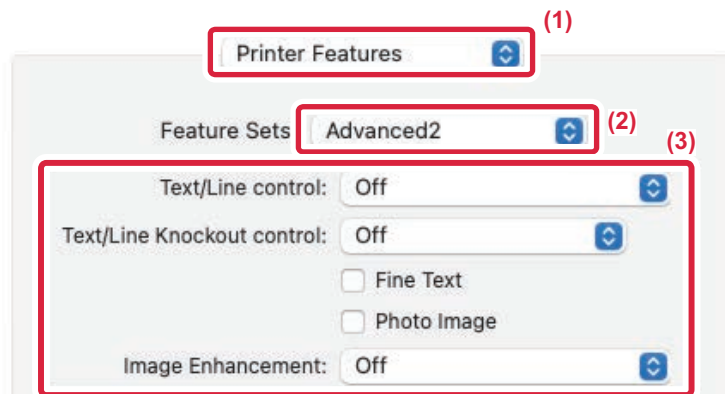 (1)
Printer Features
Feature Sets Advanced2 (2)
(3)
Text/Line control: Off
Text/Line Knockout control: Off
Fine Text
Photo Image
Image Enhancement: Off